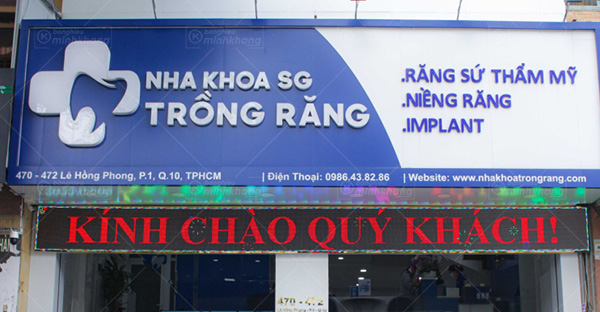 NHA KHOA SG
TRỒNG RĂNG
.RĂNG SỨ THẨM MỸ
.NIỀNG RĂNG
.IMPLANT
470 - 472 Lê Hồng Phong, P.1, Q.10, TPHCM | Điện Thoại: 0986.43.82.86 | Website: www.nhakhoatrongrang.com
KÍNH CHÀO QUÝ KHÁCH!
470 - 472
minhkhang